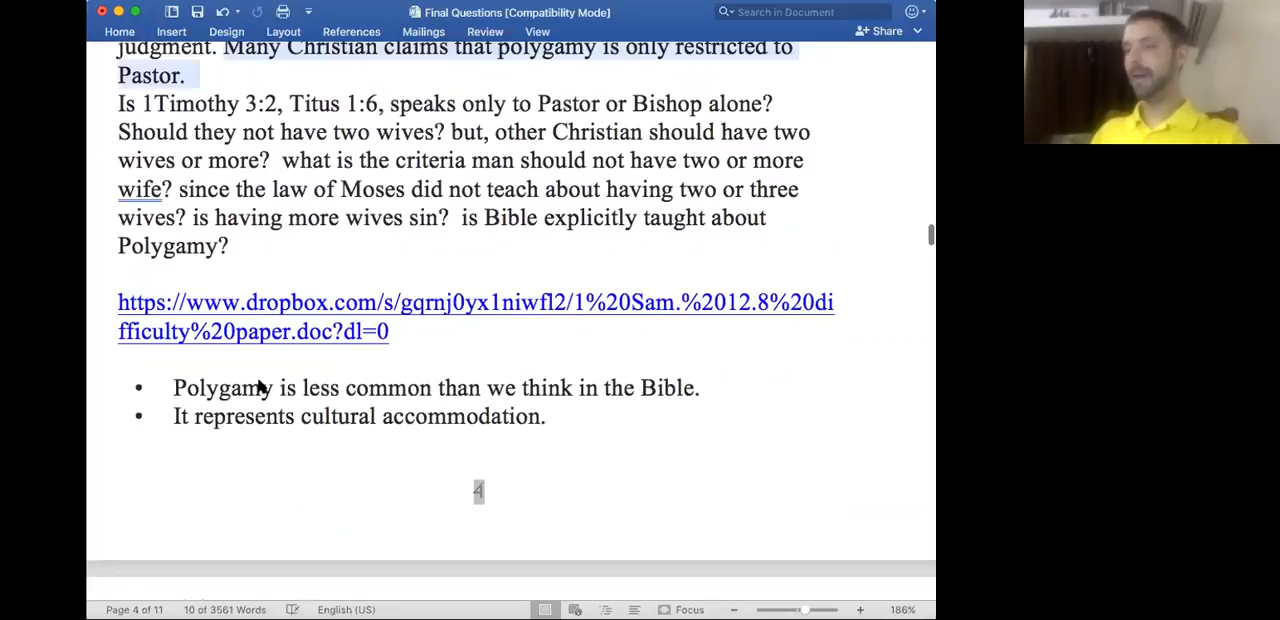 Final Questions [Compatibility Mode]
Search in Document
Home Insert Design Layout References Mailings Review View Share
judgment. Many Christian claims that polygamy is only restricted to
Pastor.
Is 1Timothy 3:2, Titus 1:6, speaks only to Pastor or Bishop alone?
Should they not have two wives? but, other Christian should have two
wives or more?  what is the criteria man should not have two or more
wife? since the law of Moses did not teach about having two or three
wives? is having more wives sin?  is Bible explicitly taught about
Polygamy?
https://www.dropbox.com/s/gqrnj0yx1niwfl2/1%20Sam.%2012.8%20di
fficulty%20paper.doc?dl=0
• Polygamy is less common than we think in the Bible.
• It represents cultural accommodation.
4
Page 4 of 11 10 of 3561 Words English (US) Focus 186%